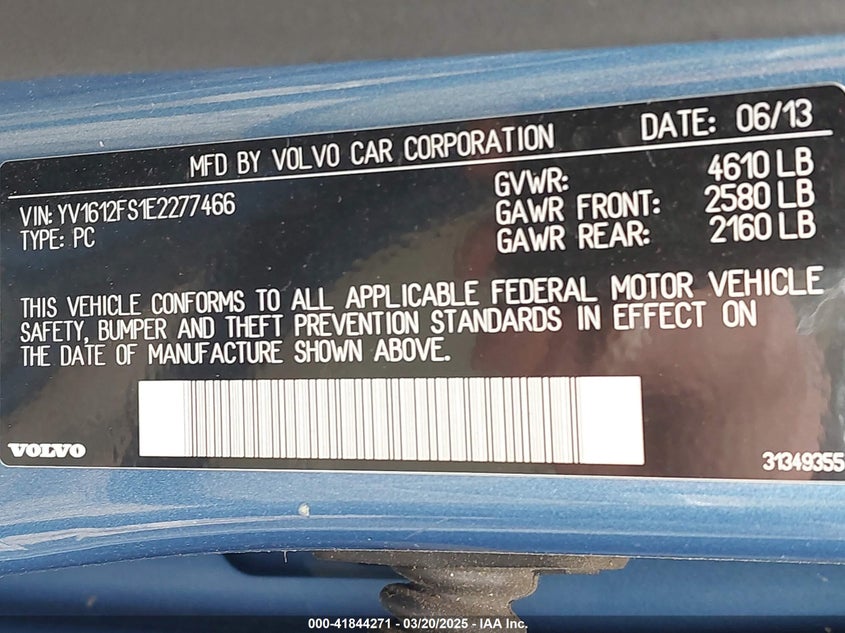 MFD BY VOLVO CAR CORPORATION DATE: 06/13
VIN: YV1612FS1E2277466
TYPE: PC
GVWR: 4610 LB
GAWR FRONT: 2580 LB
GAWR REAR: 2160 LB
THIS VEHICLE CONFORMS TO ALL APPLICABLE FEDERAL MOTOR VEHICLE
SAFETY, BUMPER AND THEFT PREVENTION STANDARDS IN EFFECT ON
THE DATE OF MANUFACTURE SHOWN ABOVE.
VOLVO
31349355
000-41844271 - 03/20/2025 - IAA Inc.